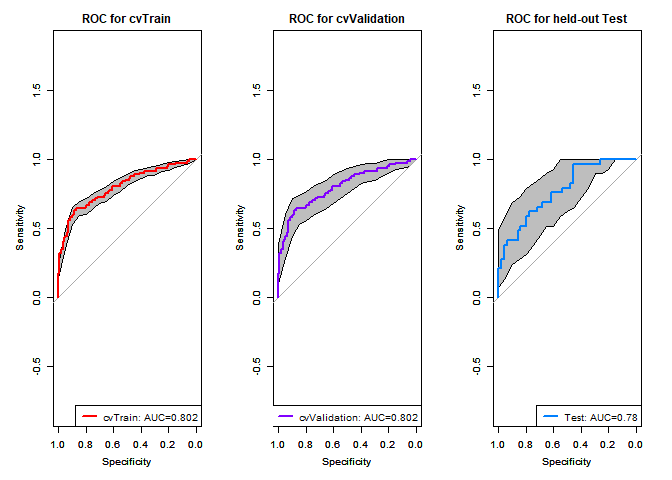 ROC for cvTrain
Sensitivity
1.5
1.0
0.5
0.0
-0.5
cvTrain: AUC=0.802
1.0 0.8 0.6 0.4 0.2 0.0
Specificity
ROC for cvValidation
Sensitivity
1.5
1.0
0.5
0.0
-0.5
cvValidation: AUC=0.802
1.0 0.8 0.6 0.4 0.2 0.0
Specificity
ROC for held-out Test
Sensitivity
1.5
1.0
0.5
0.0
-0.5
Test: AUC=0.78
1.0 0.8 0.6 0.4 0.2 0.0
Specificity